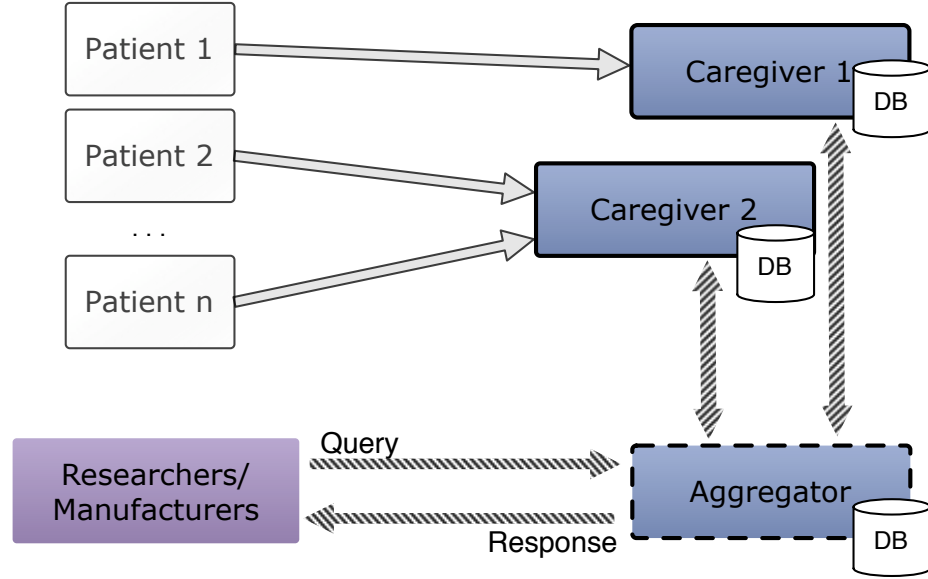 Patient 1
Caregiver 1
DB
Patient 2
Caregiver 2
. . .
DB
Patient n
Query
Researchers/
Manufacturers
Aggregator
Response
DB